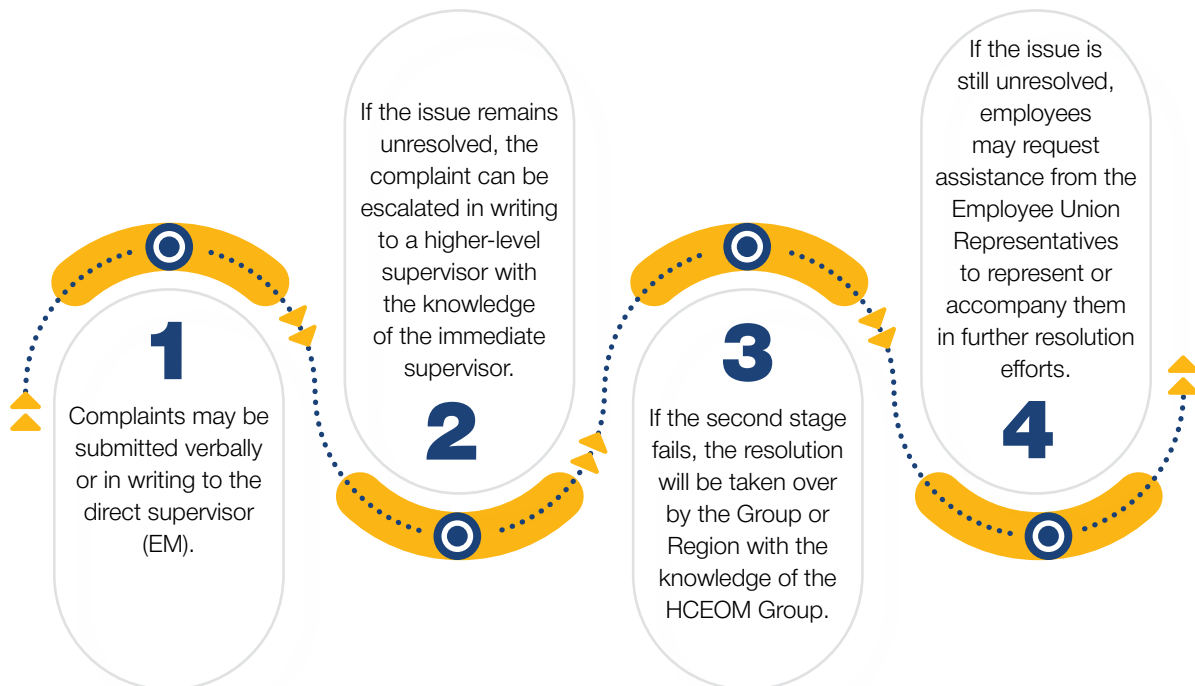 1
Complaints may be
submitted verbally
or in writing to the
direct supervisor
(EM).
If the issue remains
unresolved, the
complaint can be
escalated in writing
to a higher-level
supervisor with
the knowledge
of the immediate
supervisor.
2
3
If the second stage
fails, the resolution
will be taken over
by the Group or
Region with the
knowledge of the
HCEOM Group.
If the issue is
still unresolved,
employees
may request
assistance from the
Employee Union
Representatives
to represent or
accompany them
in further resolution
efforts.
4